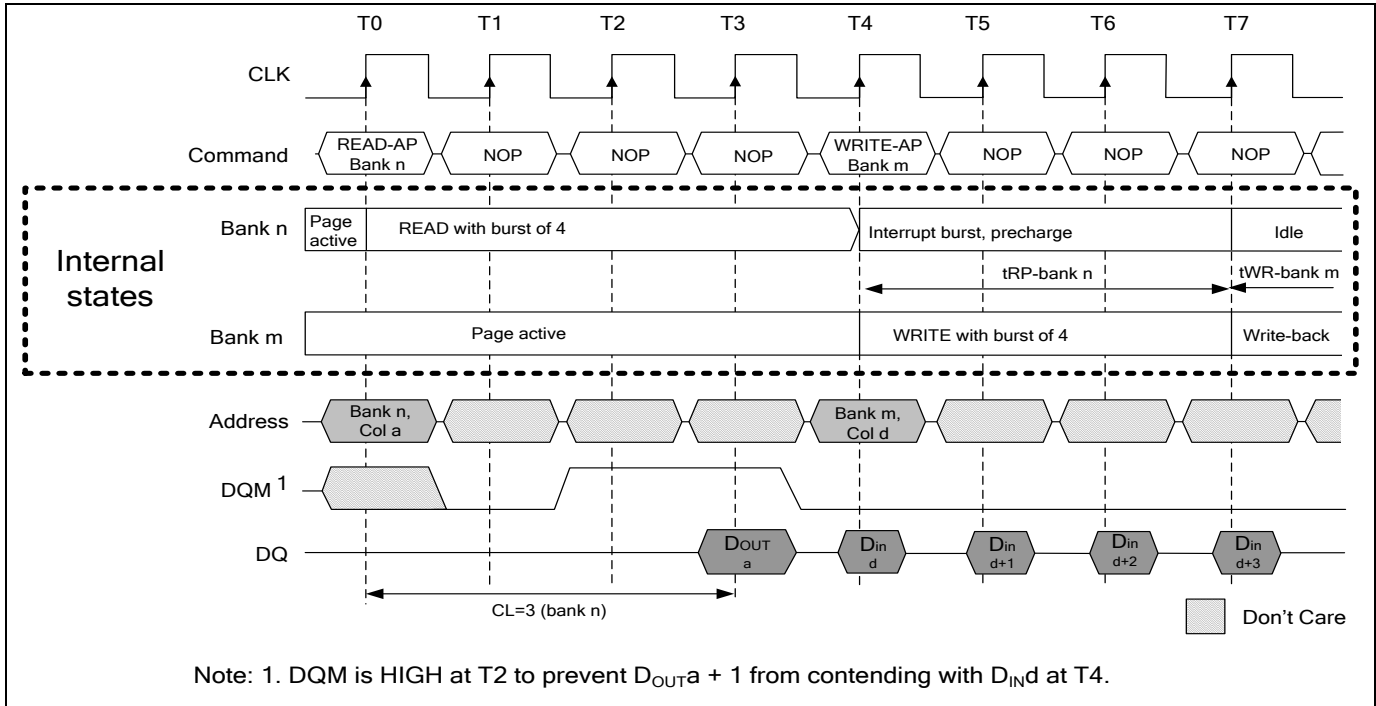 T0 T1 T2 T3 T4 T5 T6 T7
CLK
Command
READ-AP
Bank n
NOP
NOP
NOP
WRITE-AP
Bank m
NOP
NOP
NOP
Internal
states
Bank n
Page
active
READ with burst of 4
Interrupt burst, precharge
Idle
tRP-bank n
tWR-bank m
Bank m
Page active
WRITE with burst of 4
Write-back
Address
Bank n,
Col a
Bank m,
Col d
DQM 1
DQ
DOUT
a
Din
d
Din
d+1
Din
d+2
Din
d+3
CL=3 (bank n)
Don't Care
Note: 1. DQM is HIGH at T2 to prevent DOUTa + 1 from contending with DINd at T4.